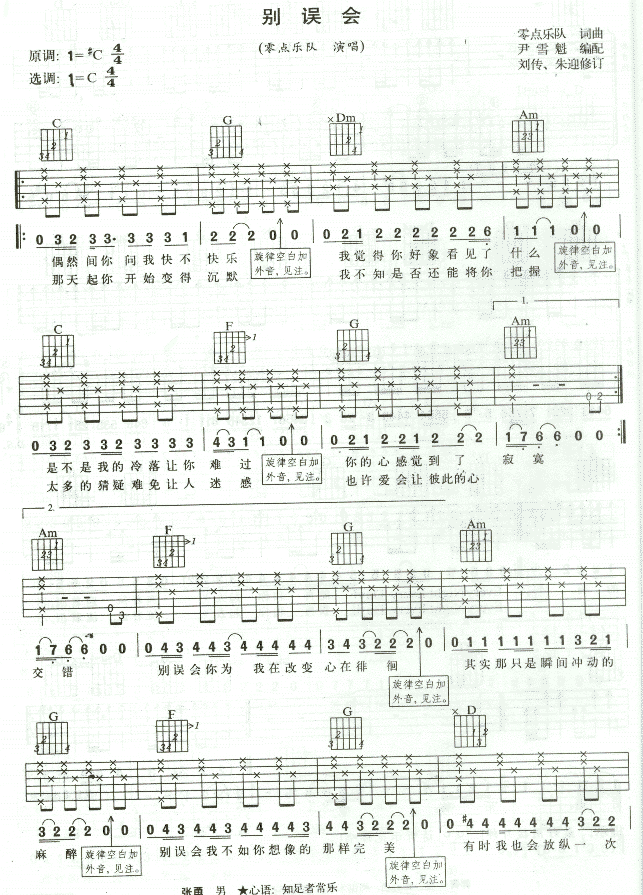 别误会
(零点乐队 演唱)
原调:1=#C 4/4
选调:1=C 4/4
零点乐队 词曲
尹雪魁 编配
刘传、朱迎修订
C G ×Dm Am
0 3 2 3 3· 3 3 3 1 2 2 2 0 0 0 2 1 2 2 2 2 2 6 1 1 1 0 0
偶然间你 问我快不 快乐 我觉得你好象看见了 什么
那天起你 开始变得 沉默 我不知是否还能将你 把握
旋律空白加外音,见注。
旋律空白加外音,见注。
1.
C F G Am
0 3 2 3 2 2 2 2 2 1 4 3 1 1 0 0 0 2 1 1 2 2 1 2 2 2 1 7 6 6 0 0
是不是我的冷落让你 难过 你的心感觉到了 寂寞
太多的猜疑难免让人 迷惑 也许爱会让彼此的心
旋律空白加外音,见注。
2.
Am F G Am
1 7 6 6 0 0 4 3 4 4 3 4 4 3 3 4 3 2 2 2 0 0 1 1 1 1 1 1 3 2 1
交错 别误会你为 我在改变 心在徘徊 其实那只是瞬间冲动的
旋律空白加外音,见注。
G F G ×D
3 2 2 2 0 0 0 4 3 4 4 3 4 4 3 4 4 3 2 2 2 0 0 #4 4 4 4 4 4 3 2 2
麻醉 别误会我不如你想像的 那样完美 有时我也会放纵一次
旋律空白加外音,见注。
旋律空白加外音,见注。
张勇 男 ★心语:知足者常乐